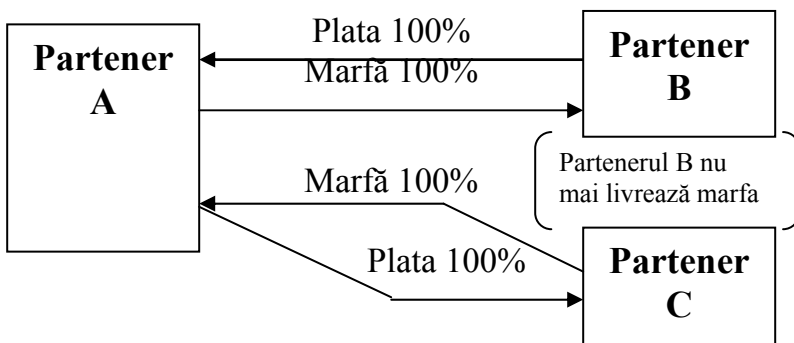 Partener
A
Plata 100%
Marfă 100%
Partener
B
Partenerul B nu
mai livrează marfa
Marfă 100%
Plata 100%
Partener
C